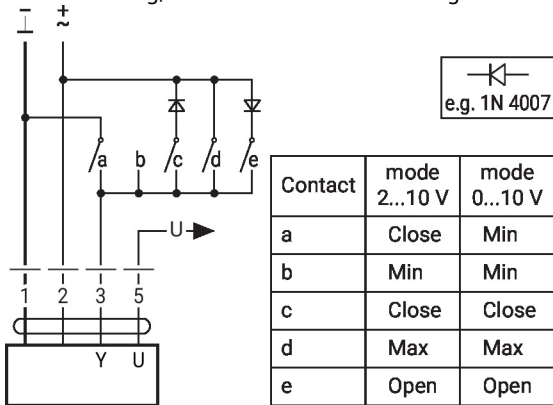 − +
⊥ ~
e.g. 1N 4007
a b c d e
U
1 2 3 5
Y U
Contact mode 2...10 V mode 0...10 V
a Close Min
b Min Min
c Close Close
d Max Max
e Open Open